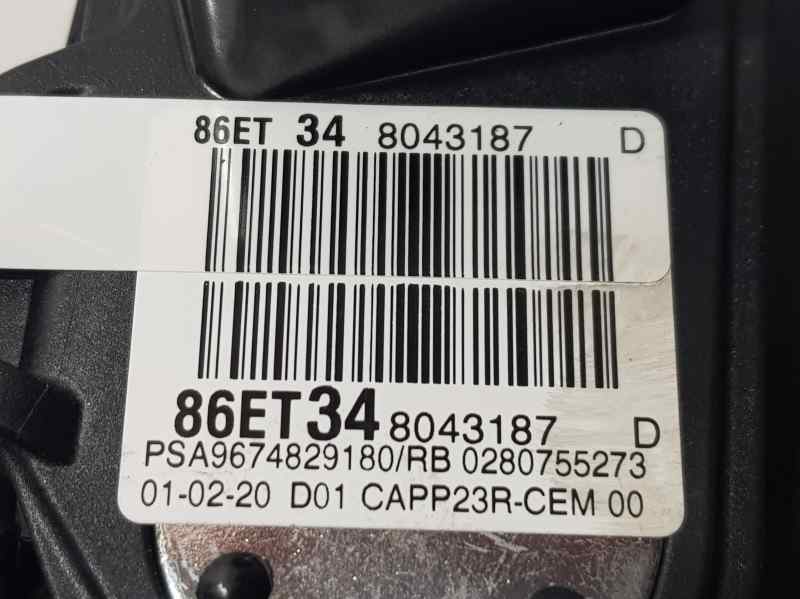 86ET 34 8043187 D
86ET34 8043187 D
PSA9674829180/RB 0280755273
01-02-20 D01 CAPP23R-CEM 00